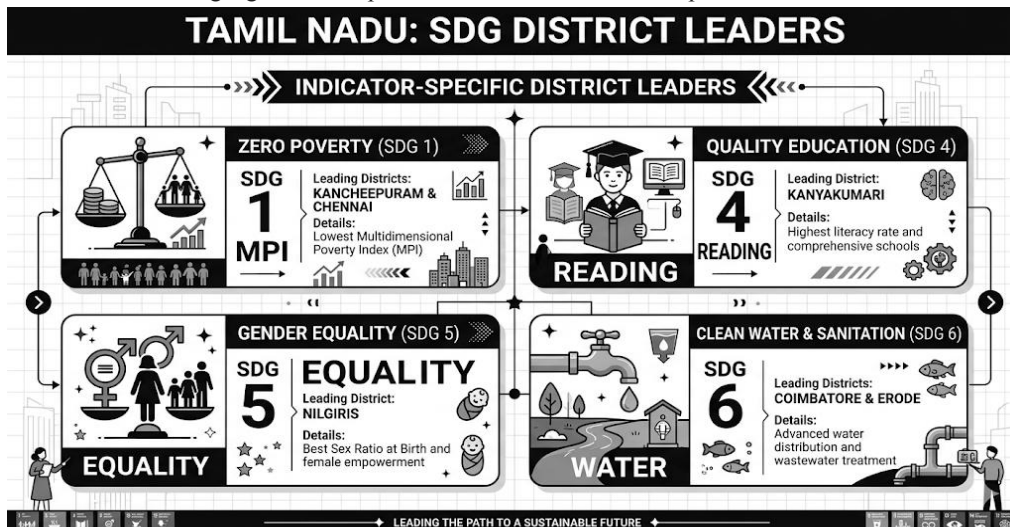 TAMIL NADU: SDG DISTRICT LEADERS
INDICATOR-SPECIFIC DISTRICT LEADERS
ZERO POVERTY (SDG 1)
SDG
1
MPI
Leading Districts:
KANCHEEPURAM &
CHENNAI
Details:
Lowest Multidimensional
Poverty Index (MPI)
QUALITY EDUCATION (SDG 4)
READING
SDG
4
READING
Leading District:
KANYAKUMARI
Details:
Highest literacy rate and
comprehensive schools
GENDER EQUALITY (SDG 5)
EQUALITY
SDG
5
EQUALITY
Leading District:
NILGIRIS
Details:
Best Sex Ratio at Birth and
female empowerment
CLEAN WATER & SANITATION (SDG 6)
WATER
SDG
6
Leading Districts:
COIMBATORE & ERODE
Details:
Advanced water
distribution and
wastewater treatment
LEADING THE PATH TO A SUSTAINABLE FUTURE